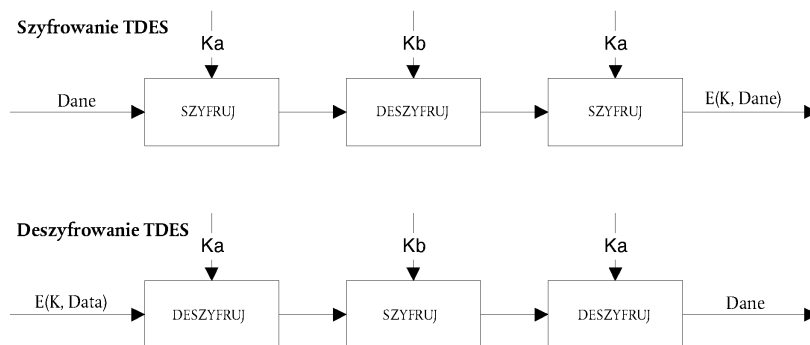 Szyfrowanie TDES
Ka Kb Ka
Dane SZYFRUJ DESZYFRUJ SZYFRUJ E(K, Dane)
Deszyfrowanie TDES
Ka Kb Ka
E(K, Data) DESZYFRUJ SZYFRUJ DESZYFRUJ Dane